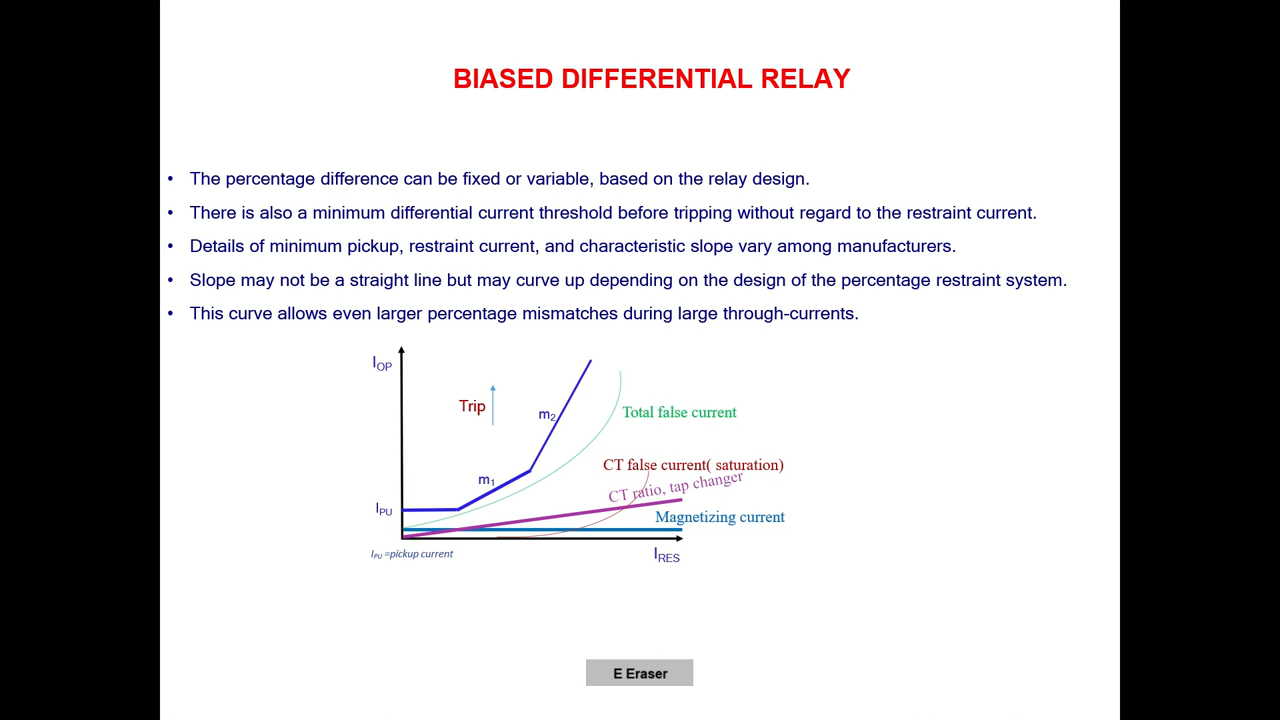 BIASED DIFFERENTIAL RELAY
• The percentage difference can be fixed or variable, based on the relay design.
• There is also a minimum differential current threshold before tripping without regard to the restraint current.
• Details of minimum pickup, restraint current, and characteristic slope vary among manufacturers.
• Slope may not be a straight line but may curve up depending on the design of the percentage restraint system.
• This curve allows even larger percentage mismatches during large through-currents.
IOP
Trip
m2
Total false current
CT false current( saturation)
m1
CT ratio, tap changer
IPU
Magnetizing current
IPU =pickup current
IRES
E Eraser